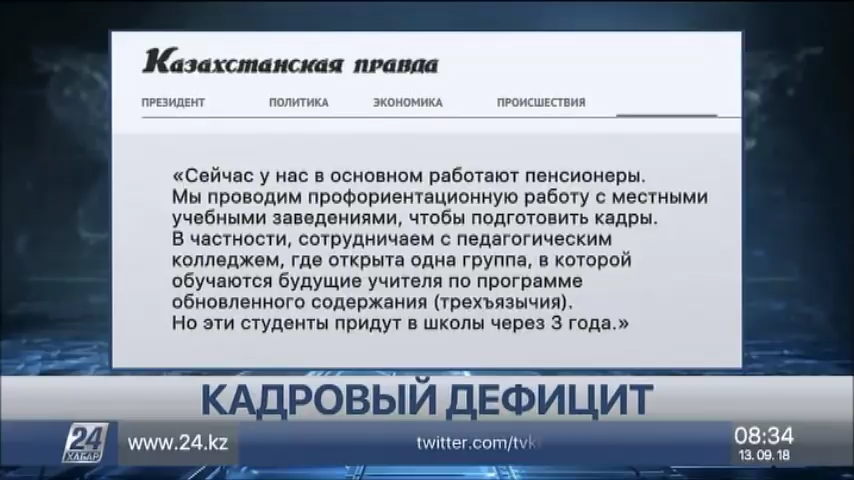 Казахстанская правда
ПРЕЗИДЕНТ ПОЛИТИКА ЭКОНОМИКА ПРОИСШЕСТВИЯ
«Сейчас у нас в основном работают пенсионеры.
Мы проводим профориентационную работу с местными
учебными заведениями, чтобы подготовить кадры.
В частности, сотрудничаем с педагогическим
колледжем, где открыта одна группа, в которой
обучаются будущие учителя по программе
обновленного содержания (трехъязычия).
Но эти студенты придут в школы через 3 года.»
КАДРОВЫЙ ДЕФИЦИТ
24 www.24.kz twitter.com/tvk 08:34
ХАБАР 13.09.18